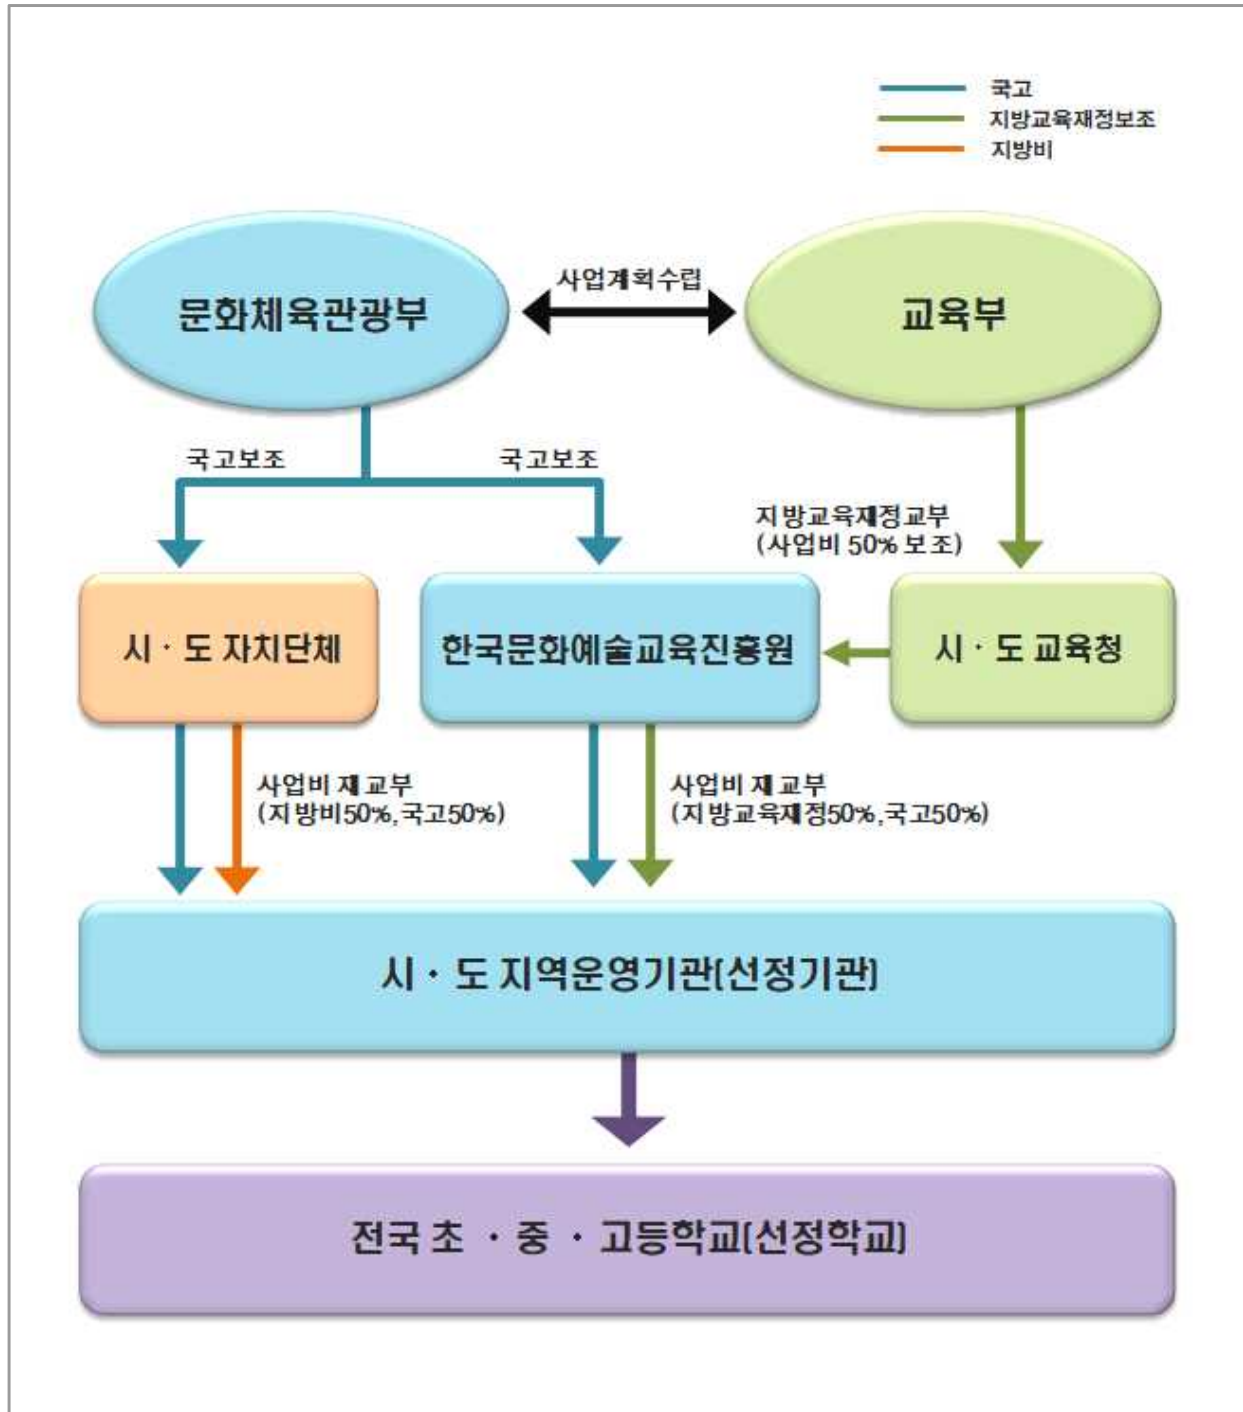 국고
지방교육재정보조
지방비
사업계획수립
문화체육관광부
교육부
국고보조
국고보조
지방교육재정교부
(사업비 50% 보조)
시 · 도 자치단체
한국문화예술교육진흥원
시 · 도 교육청
사업비 재교부
(지방비50%,국고50%)
사업비 재교부
(지방교육재정50%,국고50%)
시 · 도 지역운영기관(선정기관)
전국 초 · 중 · 고등학교(선정학교)